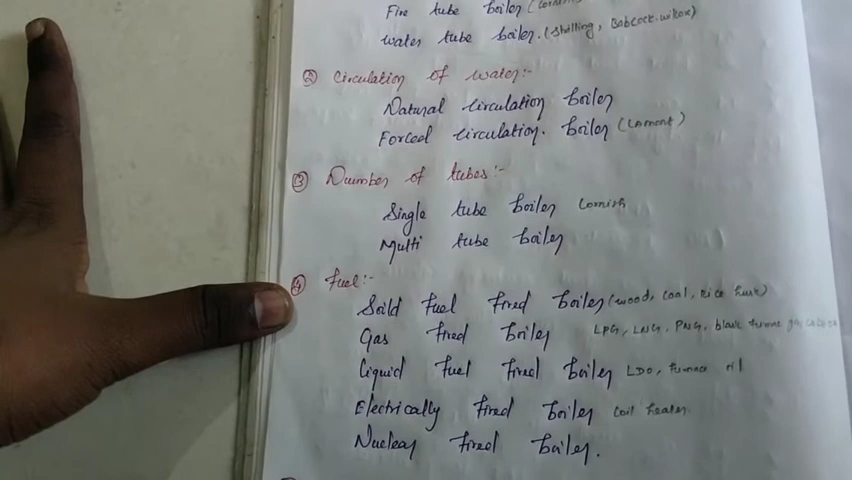 Fire tube boiler (Cornish
Water tube boiler. (Stirling, Babcock-wilcox)
② Circulation of water:-
Natural circulation boiler
Forced circulation. boiler (Lamont)
③ Number of tubes:-
Single tube boiler Cornish
Multi tube boiler
④ Fuel:-
Soild fuel fired boiler (wood, coal, rice husk)
Gas fired boiler LPG, LNG, PNG, blast furnace gas
Liquid fuel fired boiler LDO, furnace oil
Electrically fired boiler Coil heater
Nuclear fired boiler.